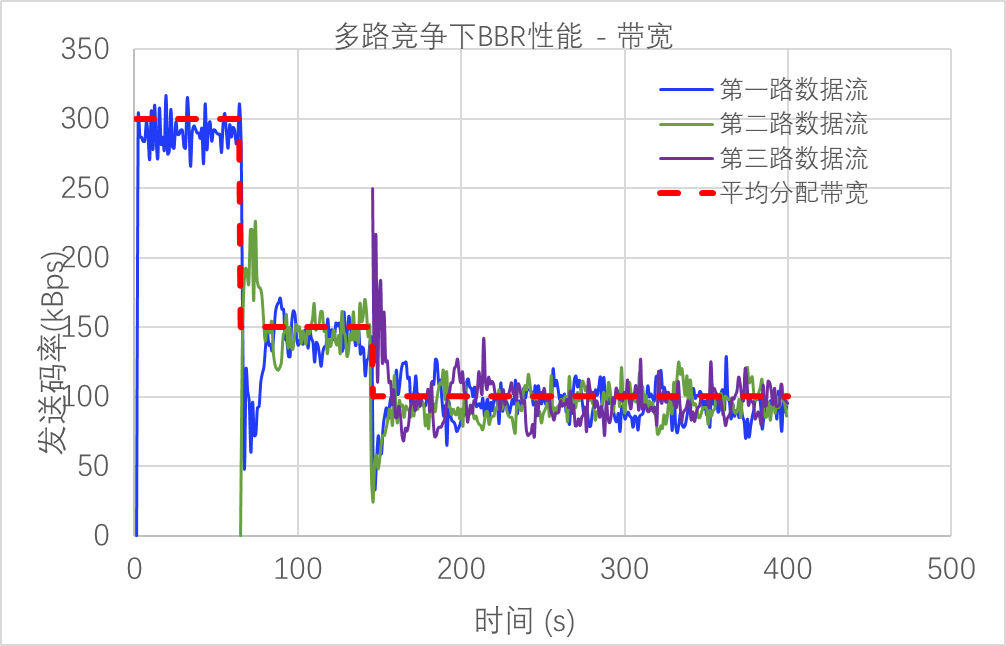 多路竞争下BBR性能 - 带宽
350
300
250
200
150
100
50
0
发送码率(kBps)
第一路数据流
第二路数据流
第三路数据流
平均分配带宽
0 100 200 300 400 500
时间 (s)